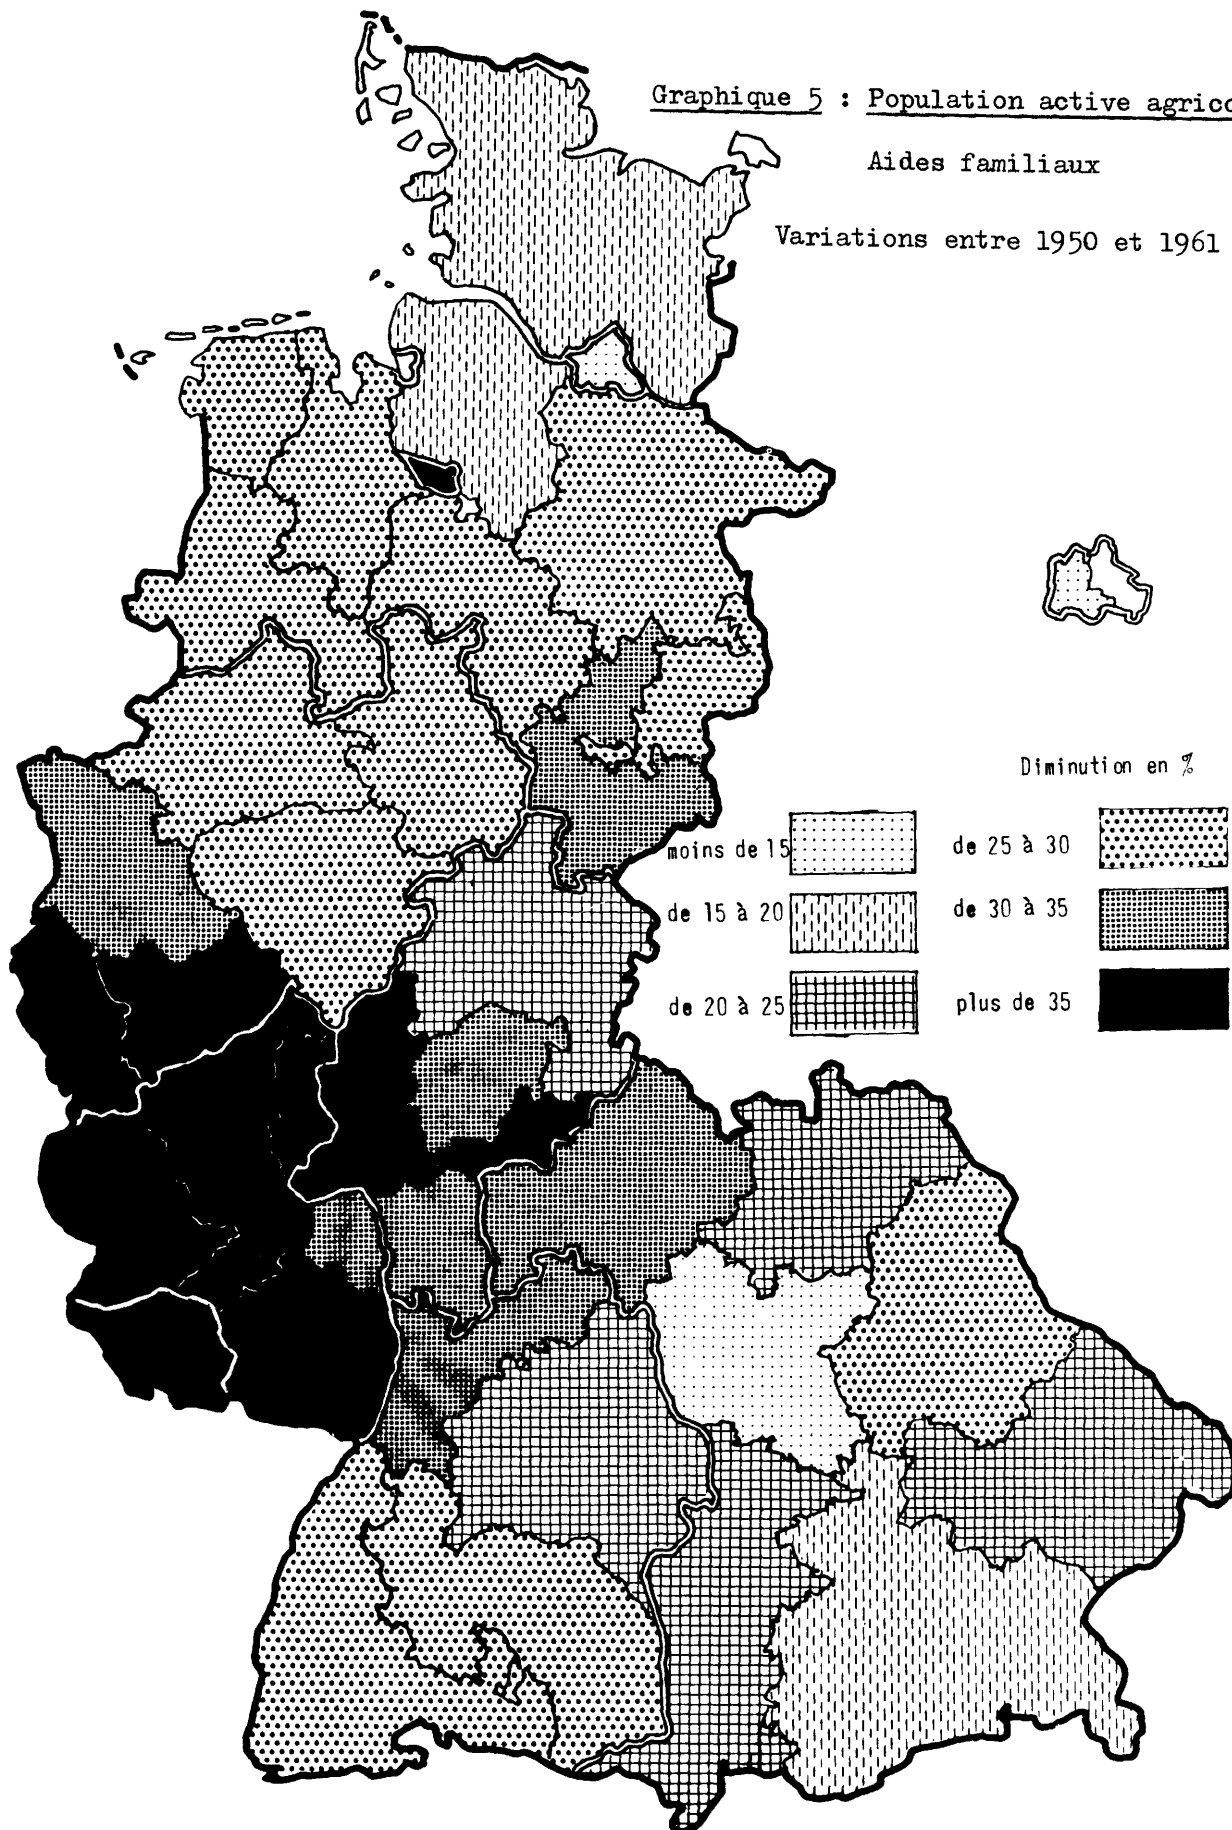 Graphique 5 : Population active
Aides familiaux
Variations entre 1950 et 1961
Diminution en %
moins de 15
de 25 à 30
de 15 à 20
de 30 à 35
de 20 à 25
plus de 35